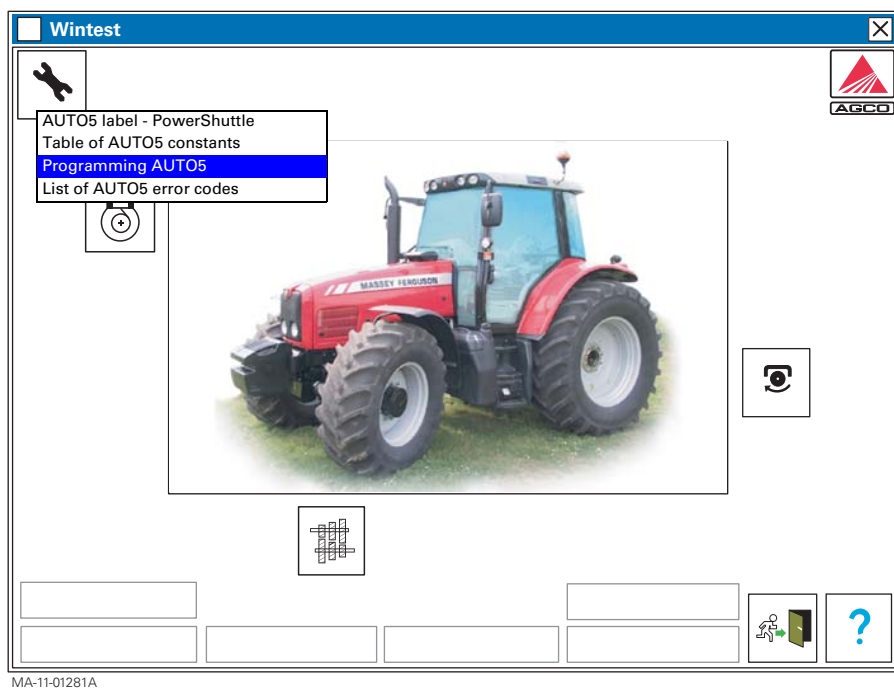 Wintest
AGCO
AUTO5 label - PowerShuttle
Table of AUTO5 constants
Programming AUTO5
List of AUTO5 error codes
MASSEY FERGUSON
?
MA-11-01281A